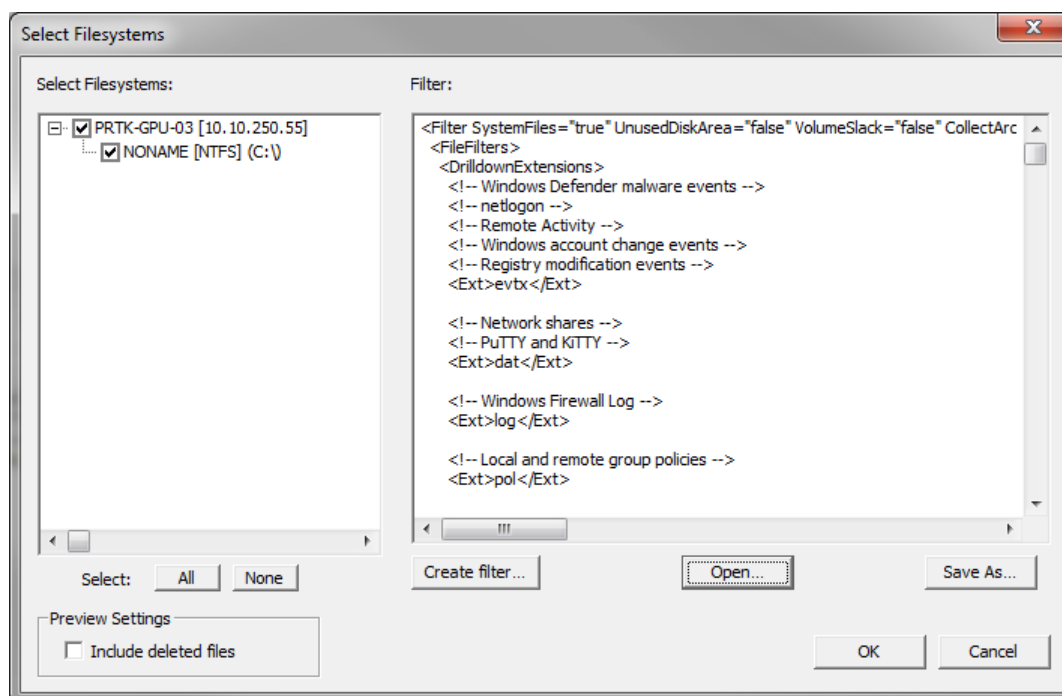 Select Filesystems
Select Filesystems:
Filter:
PRTK-GPU-03 [10.10.250.55]
NONAME [NTFS] (C:\)
<Filter SystemFiles="true" UnusedDiskArea="false" VolumeSlack="false" CollectArc
<FileFilters>
<DrilldownExtensions>
<!-- Windows Defender malware events -->
<!-- netlogon -->
<!-- Remote Activity -->
<!-- Windows account change events -->
<!-- Registry modification events -->
<Ext>evtx</Ext>
<!-- Network shares -->
<!-- PuTTY and KiTTY -->
<Ext>dat</Ext>
<!-- Windows Firewall Log -->
<Ext>log</Ext>
<!-- Local and remote group policies -->
<Ext>pol</Ext>
Select:
All
None
Create filter...
Open...
Save As...
Preview Settings
Include deleted files
OK
Cancel